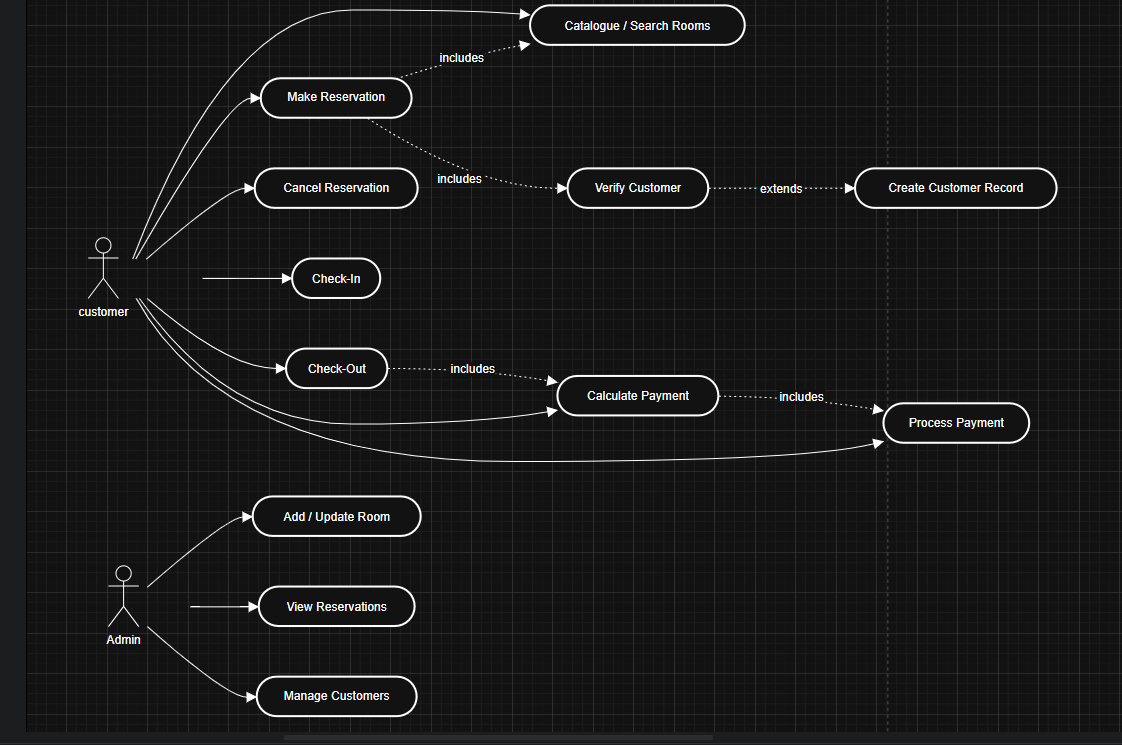 Catalogue / Search Rooms
includes
Make Reservation
includes
Cancel Reservation
Verify Customer
extends
Create Customer Record
customer
Check-In
Check-Out
includes
Calculate Payment
includes
Process Payment
Add / Update Room
Admin
View Reservations
Manage Customers